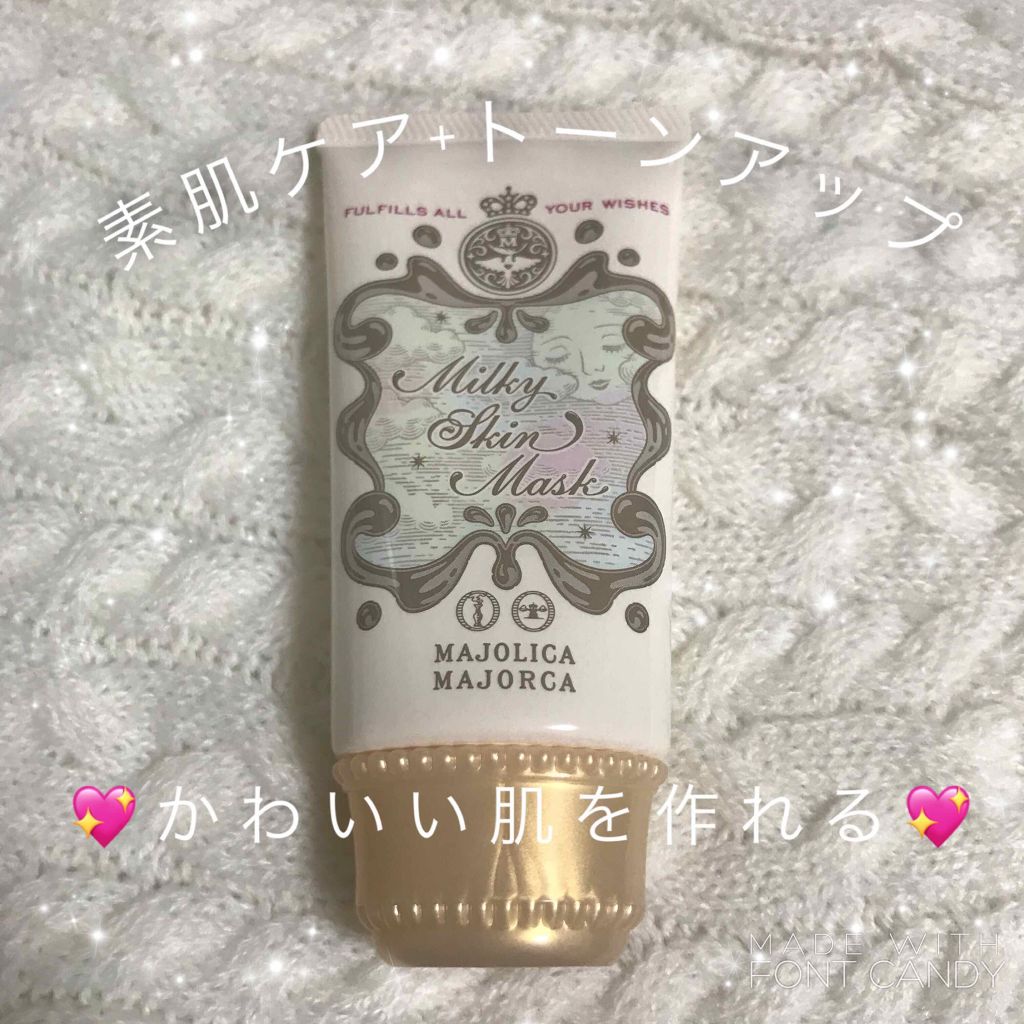 素肌ケア+トーンアップ
FULFILLS ALL YOUR WISHES
M
Milky
Skin
Mask
MAJOLICA
MAJORCA
💖かわいい肌を作れる💖
MADE WITH
FONT CANDY